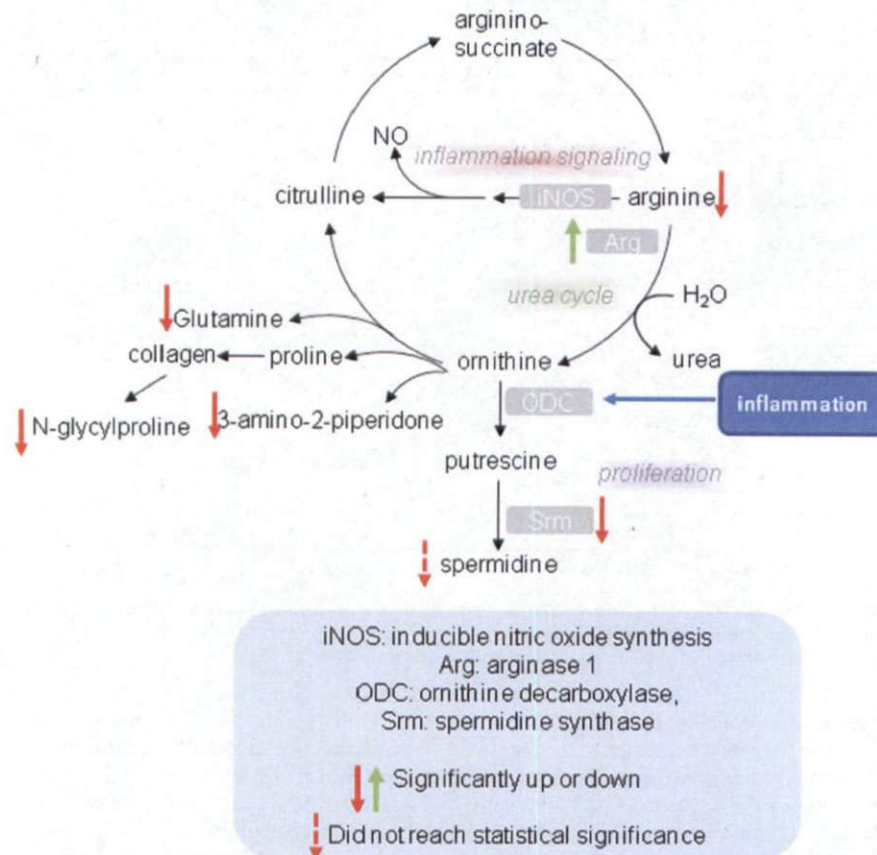 arginino-
succinate
NO
inflammation signaling
citrulline
iNOS
arginine
Arg
urea cycle
H₂O
Glutamine
collagen
proline
ornithine
urea
ODC
inflammation
N-glycylproline
3-amino-2-piperidone
putrescine
proliferation
Srm
spermidine
iNOS: inducible nitric oxide synthesis
Arg: arginase 1
ODC: ornithine decarboxylase,
Srm: spermidine synthase
Significantly up or down
Did not reach statistical significance